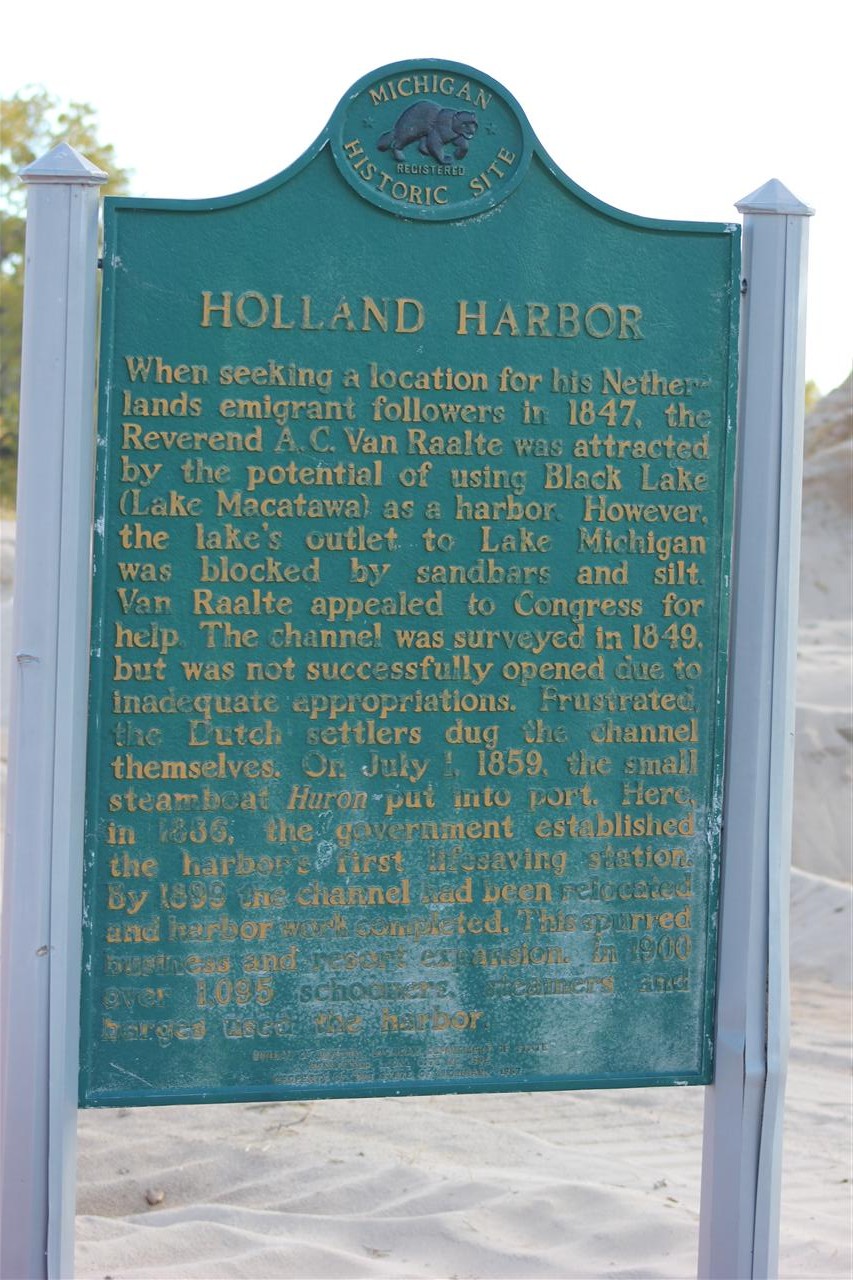 MICHIGAN
REGISTERED
HISTORIC SITE
HOLLAND HARBOR
When seeking a location for his Nether-
lands emigrant followers in 1847, the
Reverend A.C. Van Raalte was attracted
by the potential of using Black Lake
(Lake Macatawa) as a harbor. However,
the lake's outlet to Lake Michigan
was blocked by sandbars and silt.
Van Raalte appealed to Congress for
help. The channel was surveyed in 1849,
but was not successfully opened due to
inadequate appropriations. Frustrated,
the Dutch settlers dug the channel
themselves. On July 1, 1859, the small
steamboat Huron put into port. Here,
in 1886, the government established
the harbor's first lifesaving station.
By 1899 the channel had been relocated
and harbor work completed. This spurred
business and resort expansion. In 1900
over 1,095 schooners, steamers and
barges used the harbor.